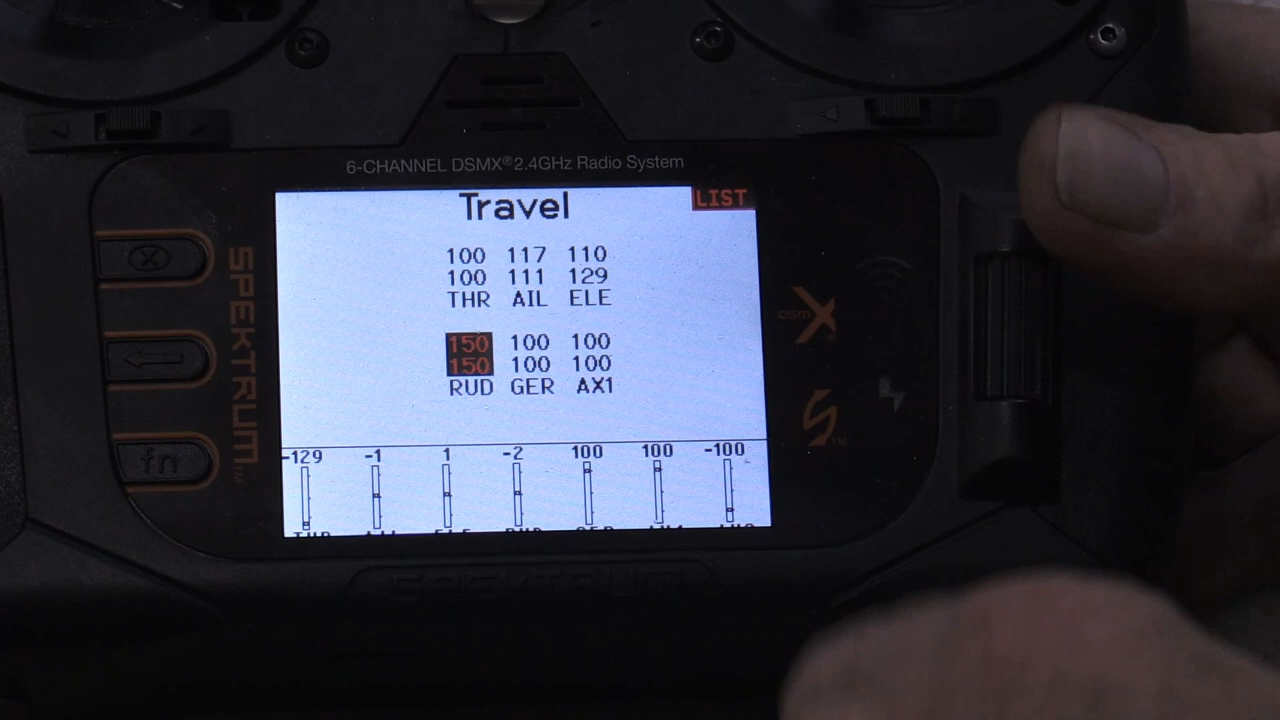 6-CHANNEL DSMX® 2.4GHz Radio System
Travel
LIST
100 117 110
100 111 129
THR AIL ELE
150 100 100
150 100 100
RUD GER AX1
-129 -1 1 -2 100 100 -100
SPEKTRUM™
fn
DSM X
SPEKTRUM